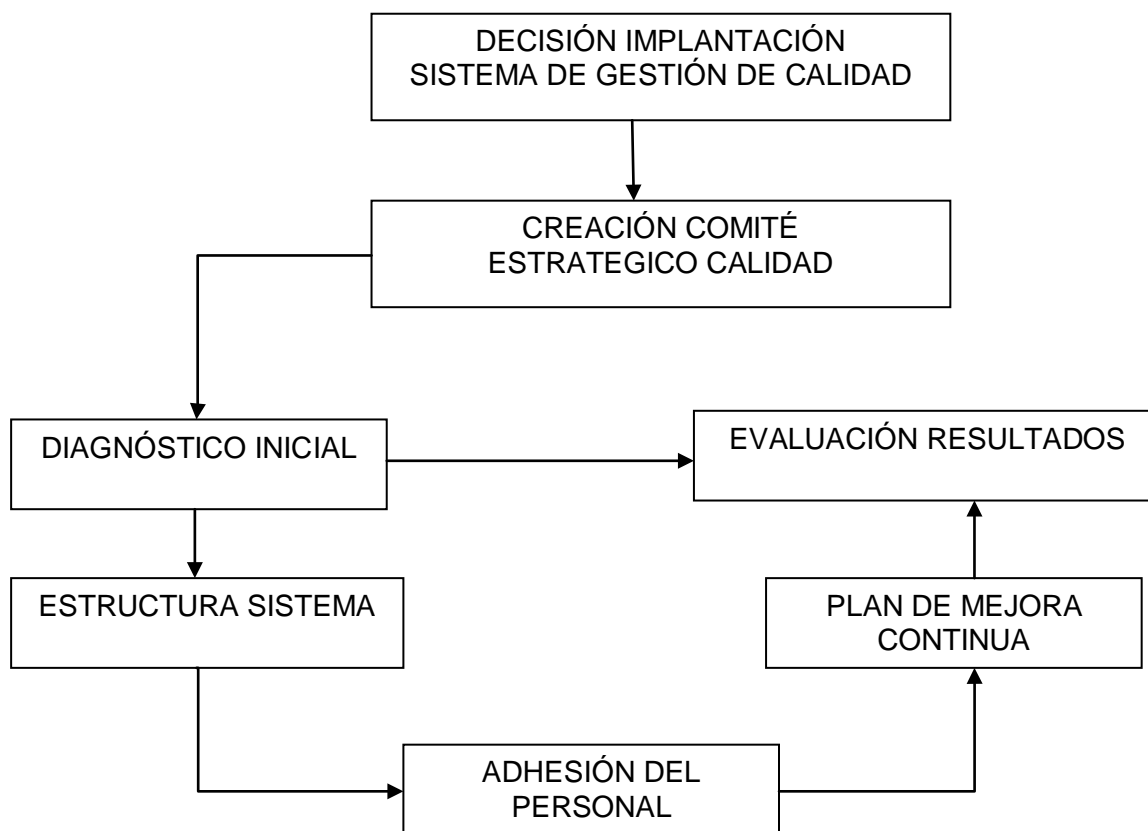 DECISIÓN IMPLANTACIÓN
SISTEMA DE GESTIÓN DE CALIDAD
CREACIÓN COMITÉ
ESTRATEGICO CALIDAD
DIAGNÓSTICO INICIAL
EVALUACIÓN RESULTADOS
ESTRUCTURA SISTEMA
PLAN DE MEJORA
CONTINUA
ADHESIÓN DEL
PERSONAL